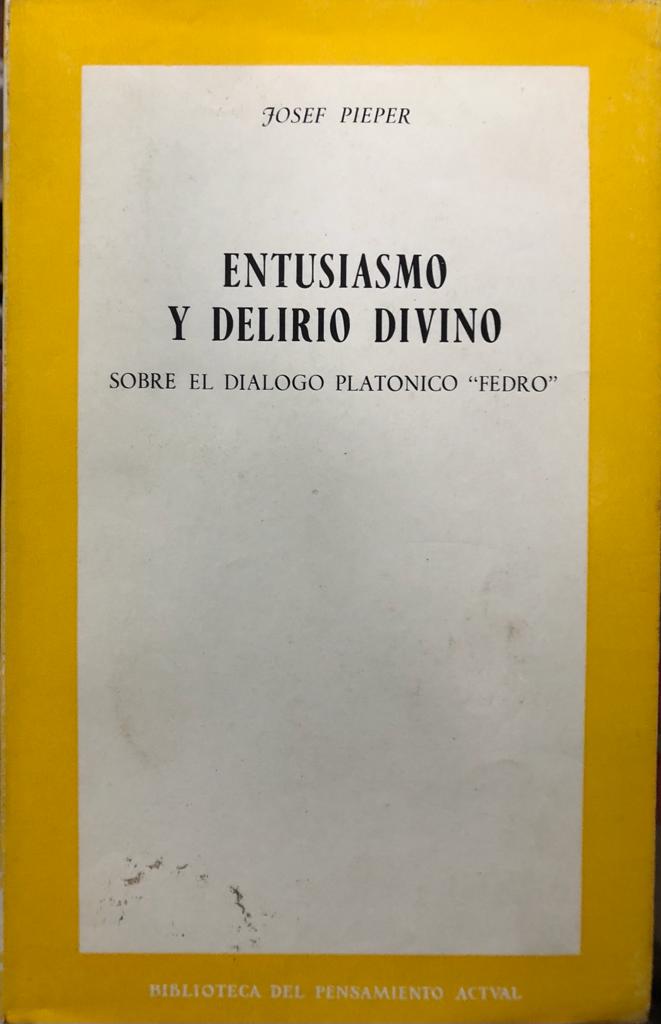 JOSEF PIEPER
ENTUSIASMO
Y DELIRIO DIVINO
SOBRE EL DIALOGO PLATONICO “FEDRO”
BIBLIOTECA DEL PENSAMIENTO ACTVAL